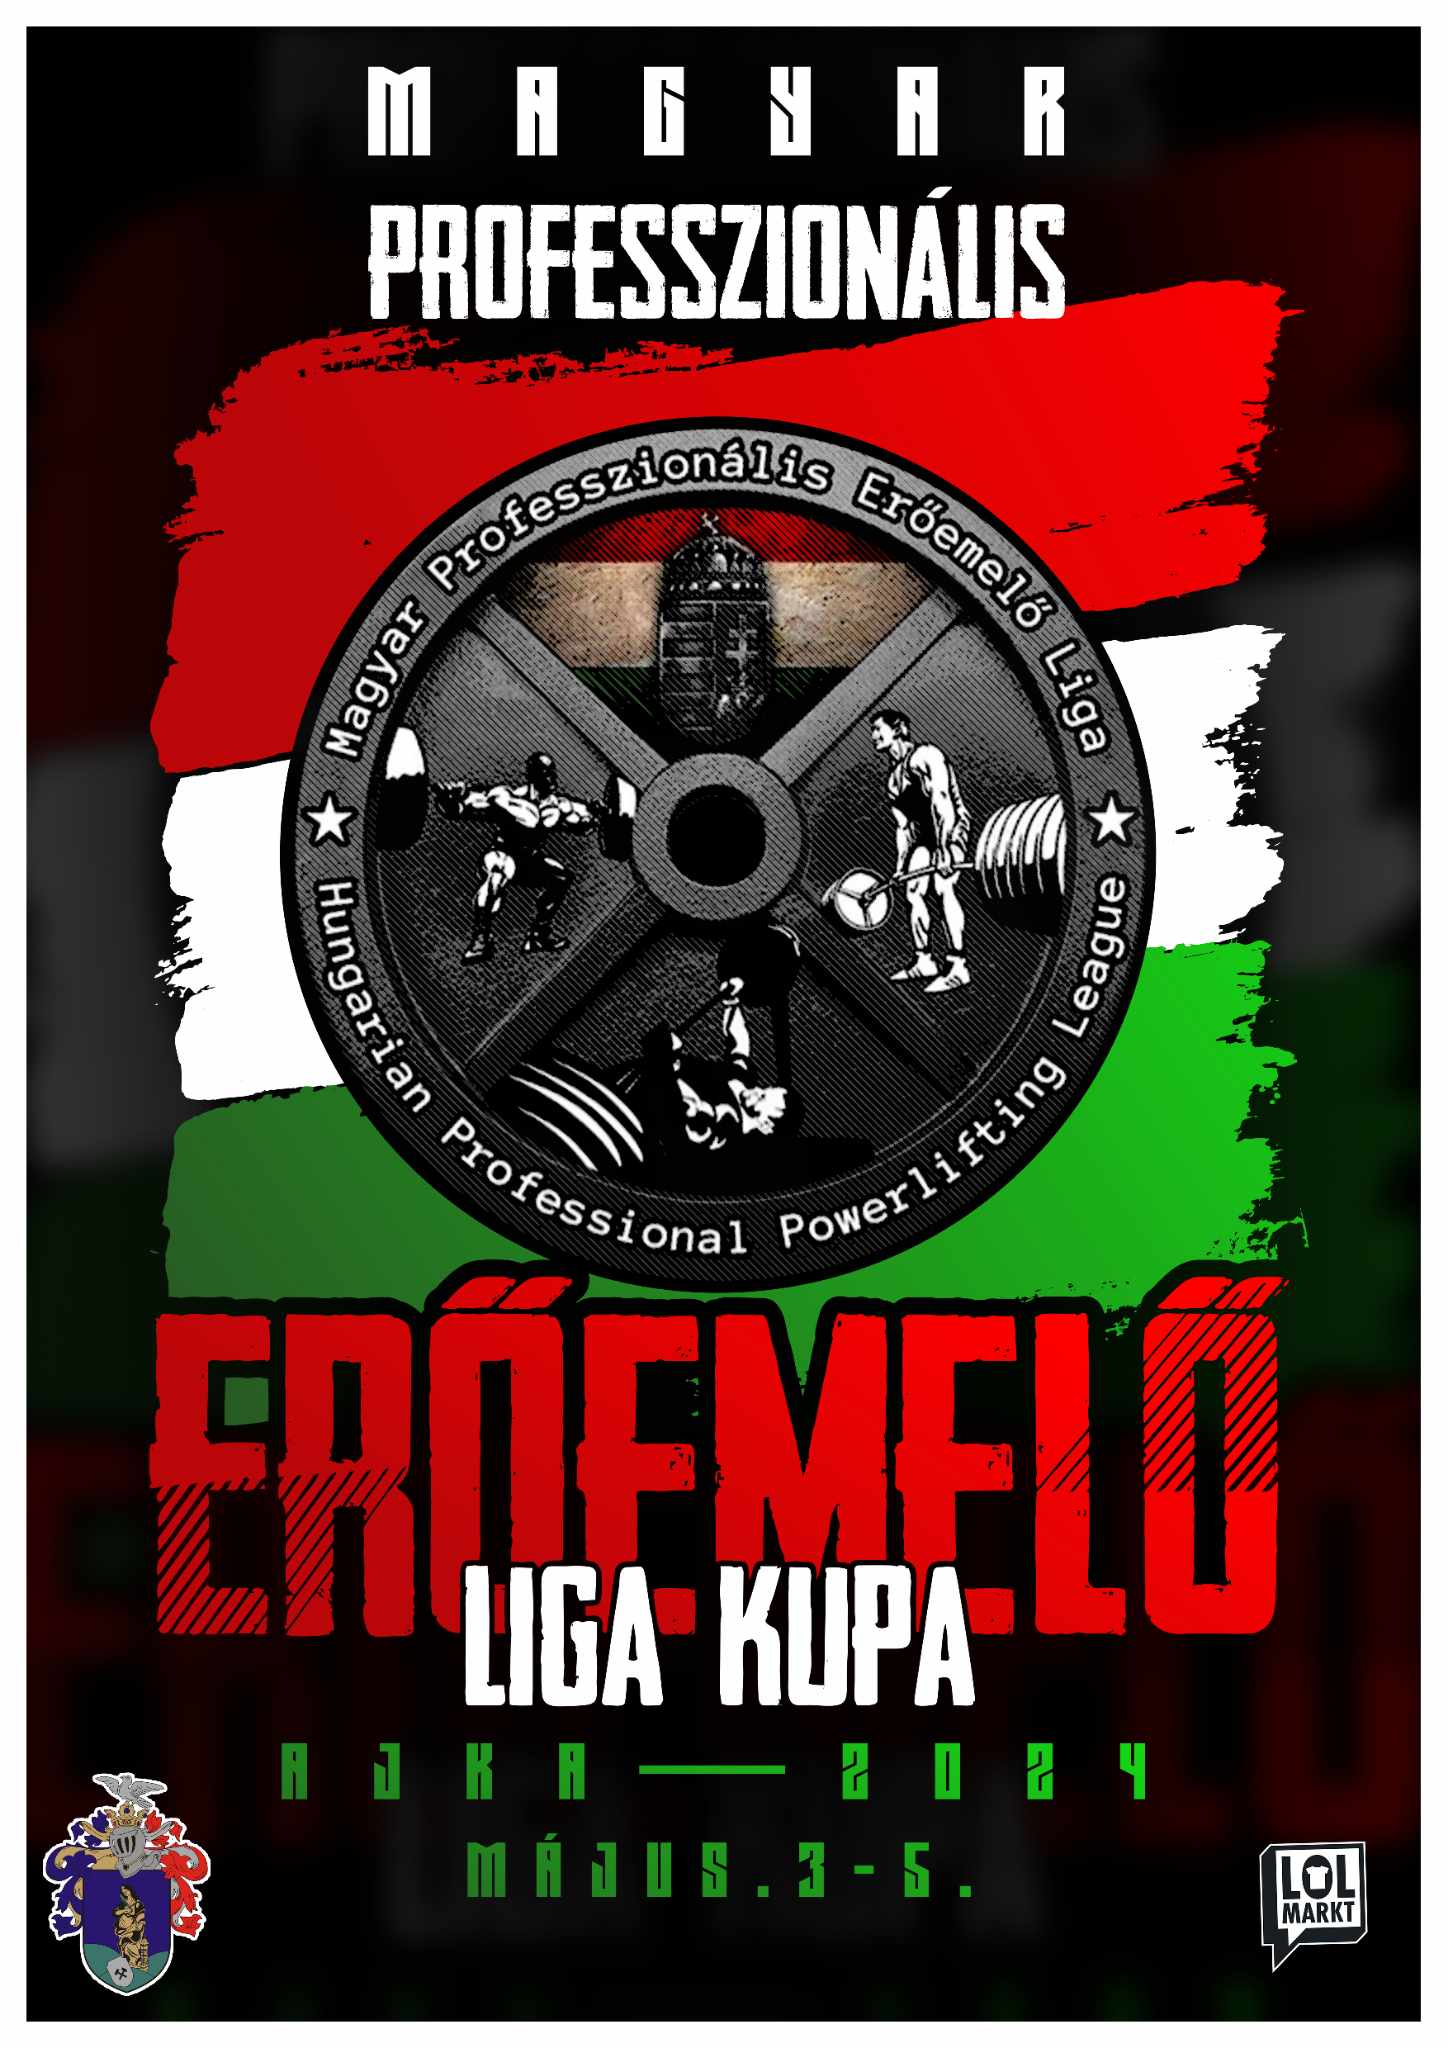 MAGYAR
PROFESSZIONÁLIS
Magyar Professzionális Erőemelő Liga
Hungarian Professional Powerlifting League
ERŐEMELŐ
LIGA KUPA
AJKA — 2024
MÁJUS.3-5.
LOL
MARKT